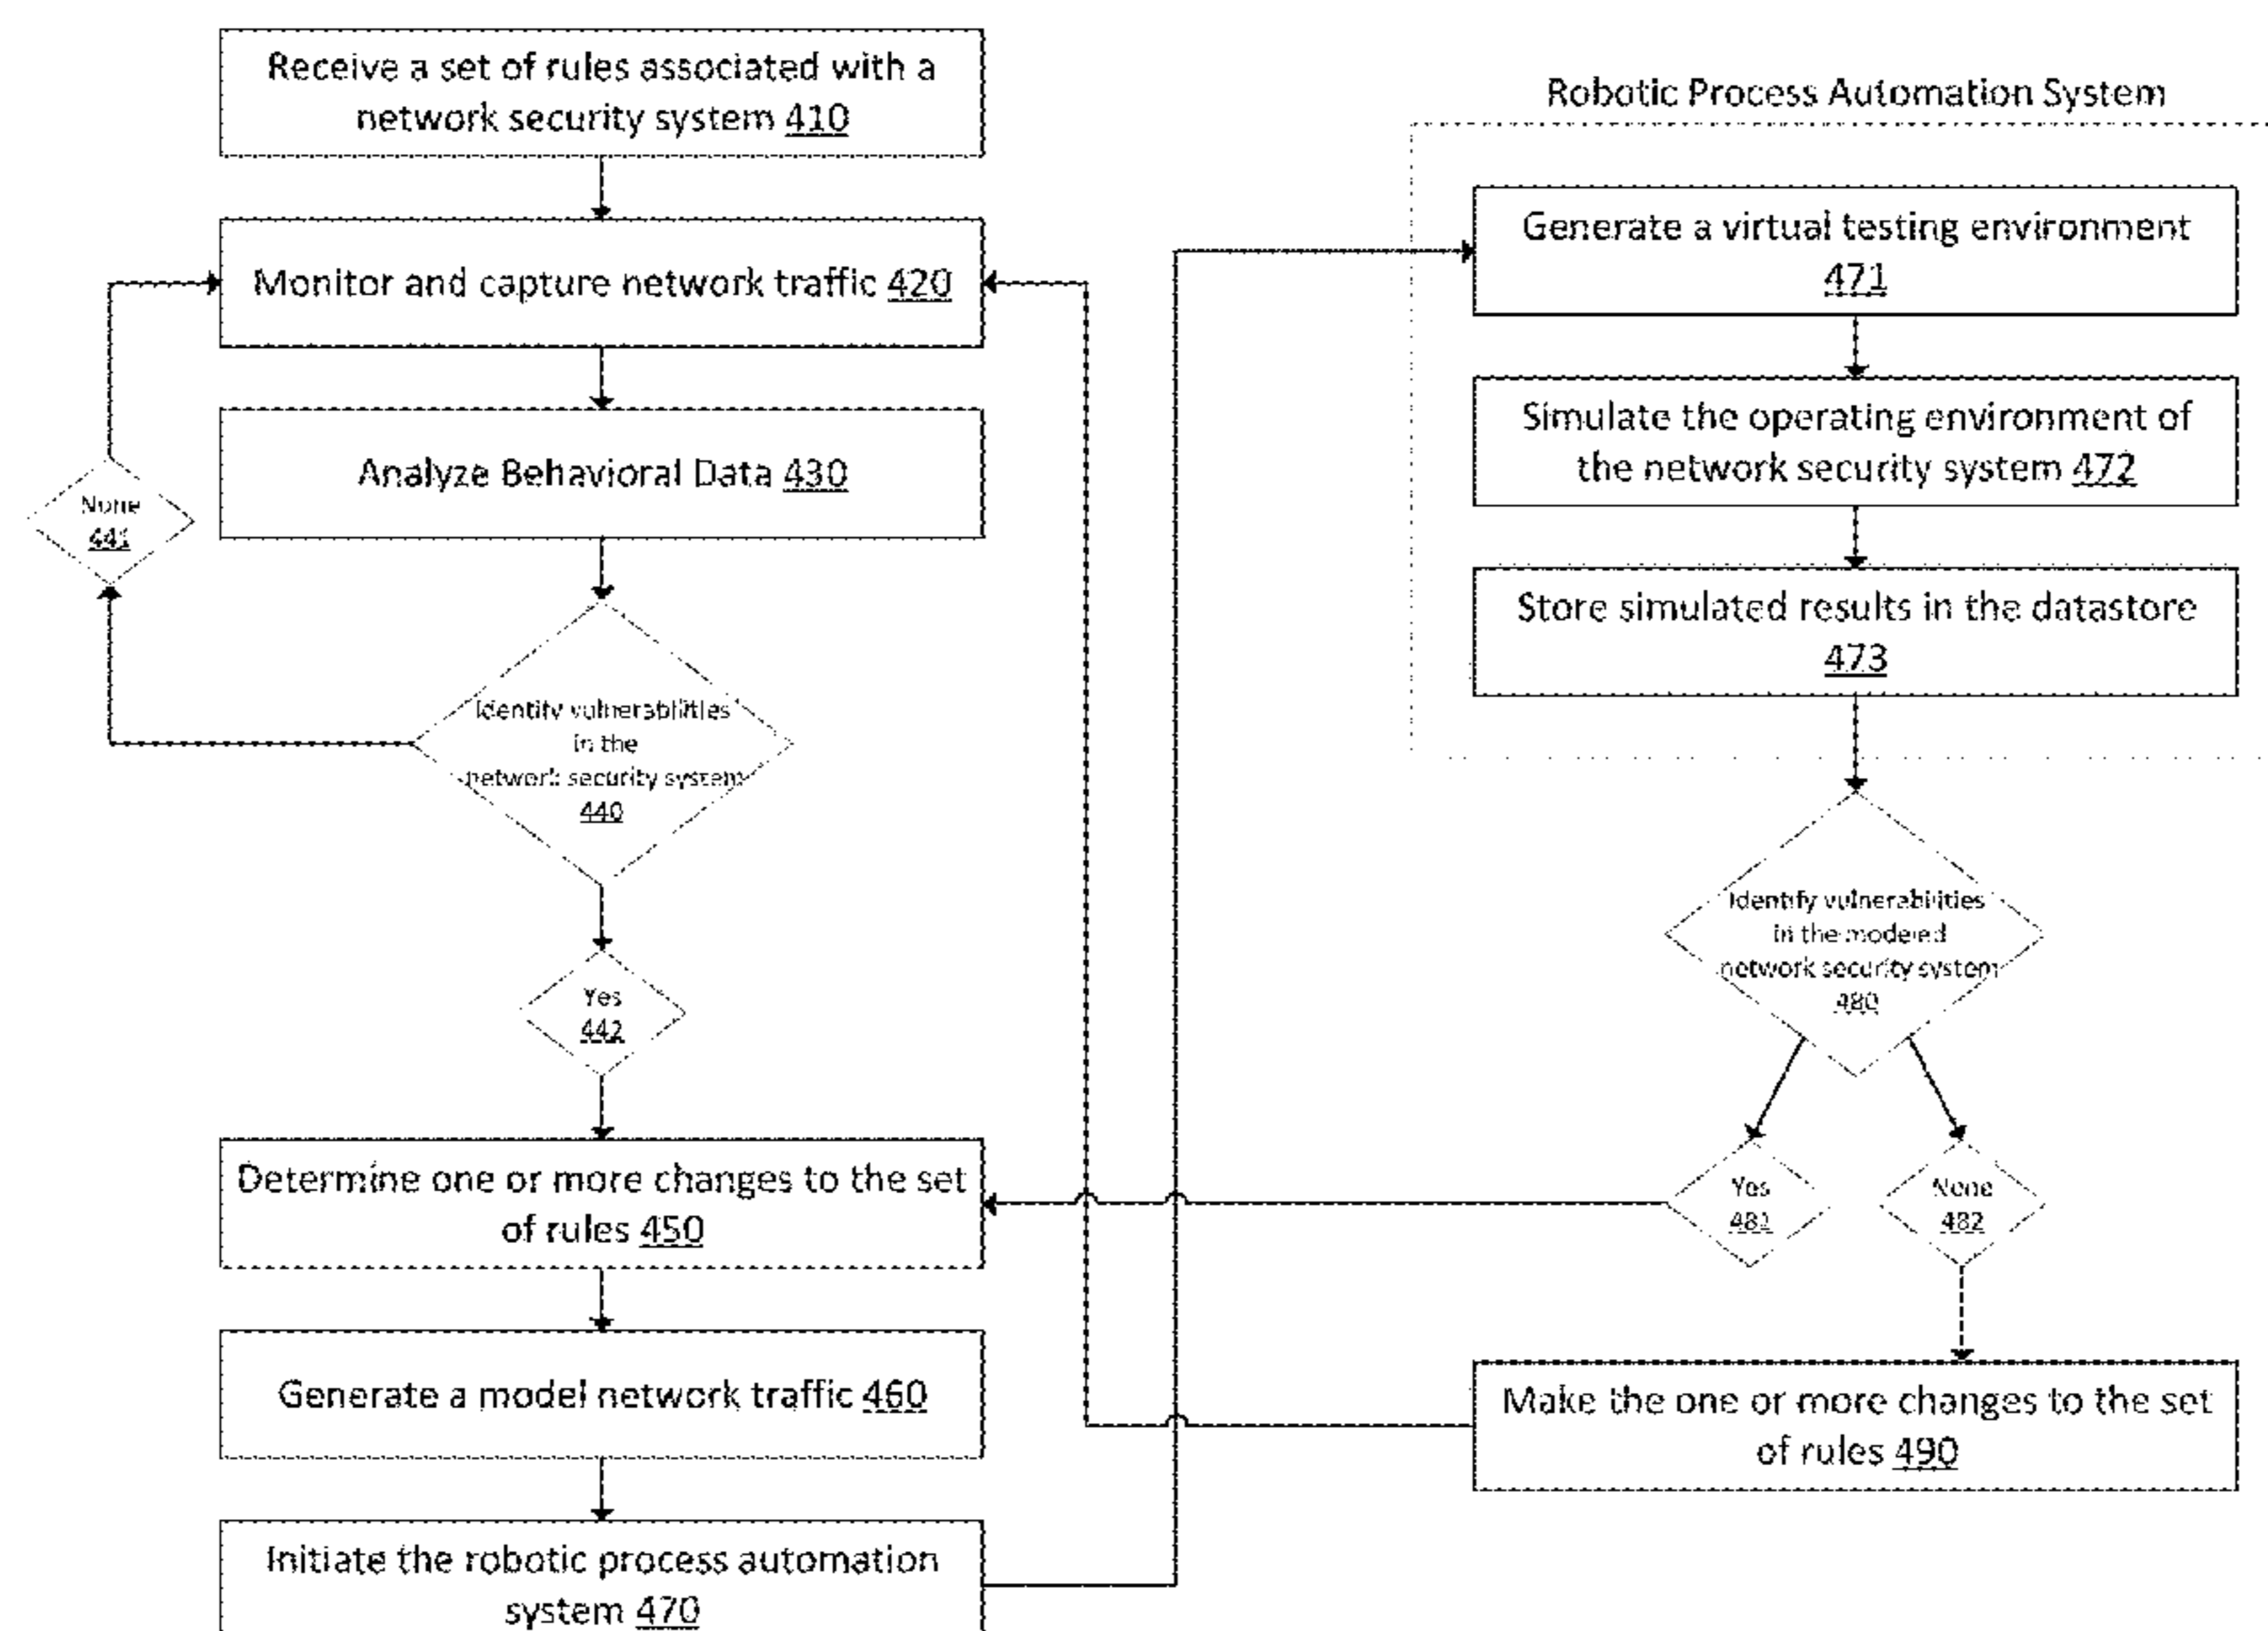 Receive a set of rules associated with a
network security system 410
Monitor and capture network traffic 420
Analyze Behavioral Data 430
None
441
Identify vulnerabilities
in the
network security system
440
Yes
442
Determine one or more changes to the set
of rules 450
Generate a model network traffic 460
Initiate the robotic process automation
system 470
Robotic Process Automation System
Generate a virtual testing environment
471
Simulate the operating environment of
the network security system 472
Store simulated results in the datastore
473
Identify vulnerabilities
in the modeled
network security system
480
Yes
481
None
482
Make the one or more changes to the set
of rules 490